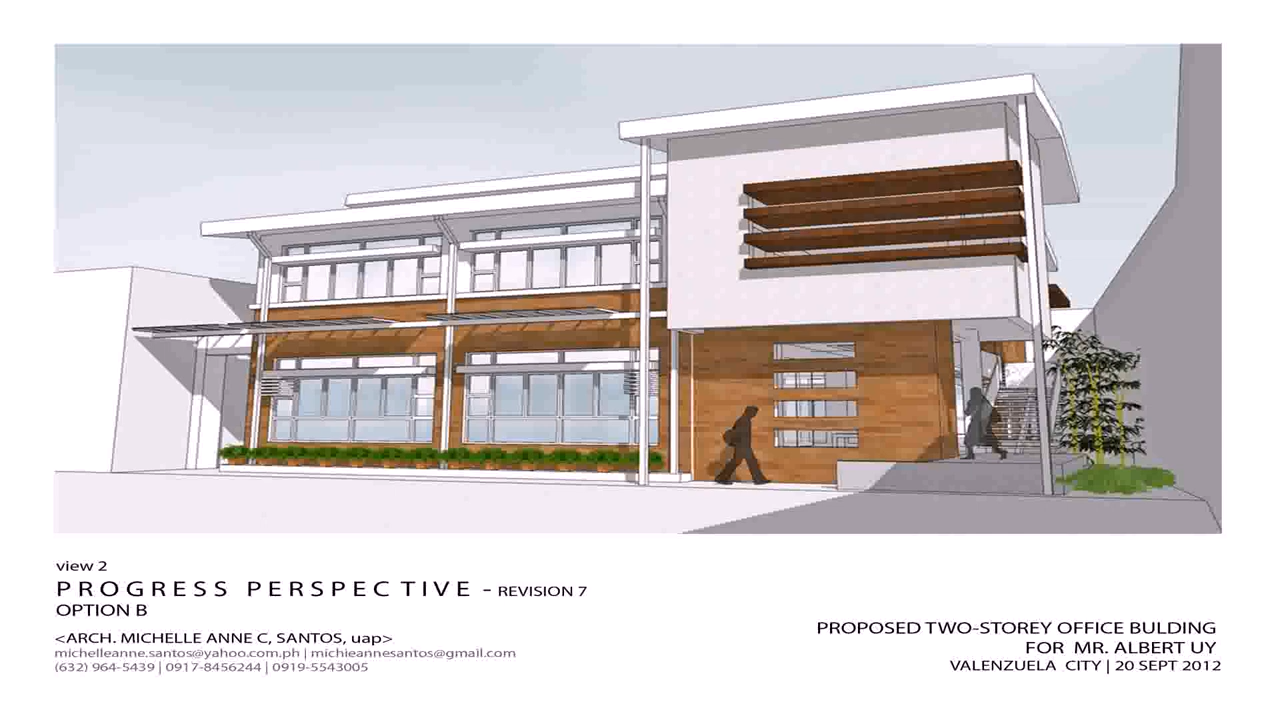 view 2
PROGRESS PERSPECTIVE - REVISION 7
OPTION B
<ARCH. MICHELLE ANNE C, SANTOS, uap>
michelleanne.santos@yahoo.com.ph | michieannesantos@gmail.com
(632) 964-5439 | 0917-8456244 | 0919-5543005
PROPOSED TWO-STOREY OFFICE BULDING
FOR MR. ALBERT UY
VALENZUELA CITY | 20 SEPT 2012